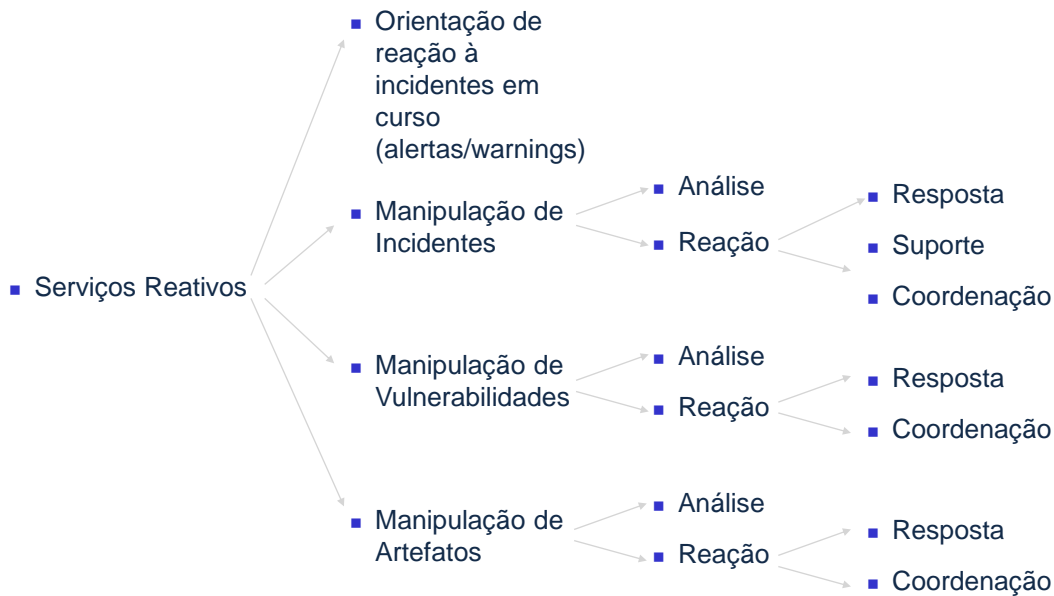 Serviços Reativos
Orientação de
reação à
incidentes em
curso
(alertas/warnings)
Manipulação de
Incidentes
Análise
Reação
Resposta
Suporte
Coordenação
Manipulação de
Vulnerabilidades
Análise
Reação
Resposta
Coordenação
Manipulação de
Artefatos
Análise
Reação
Resposta
Coordenação